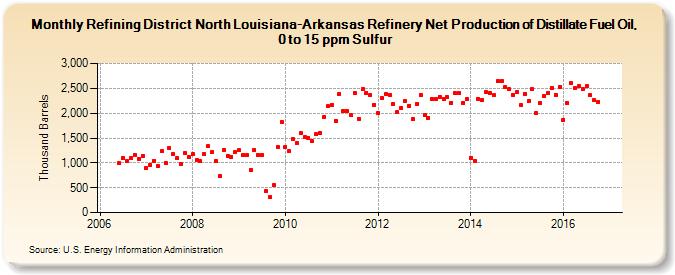 Monthly Refining District North Louisiana-Arkansas Refinery Net Production of Distillate Fuel Oil,
0 to 15 ppm Sulfur
Thousand Barrels
3,000
2,500
2,000
1,500
1,000
500
0
2006 2008 2010 2012 2014 2016
Source: U.S. Energy Information Administration